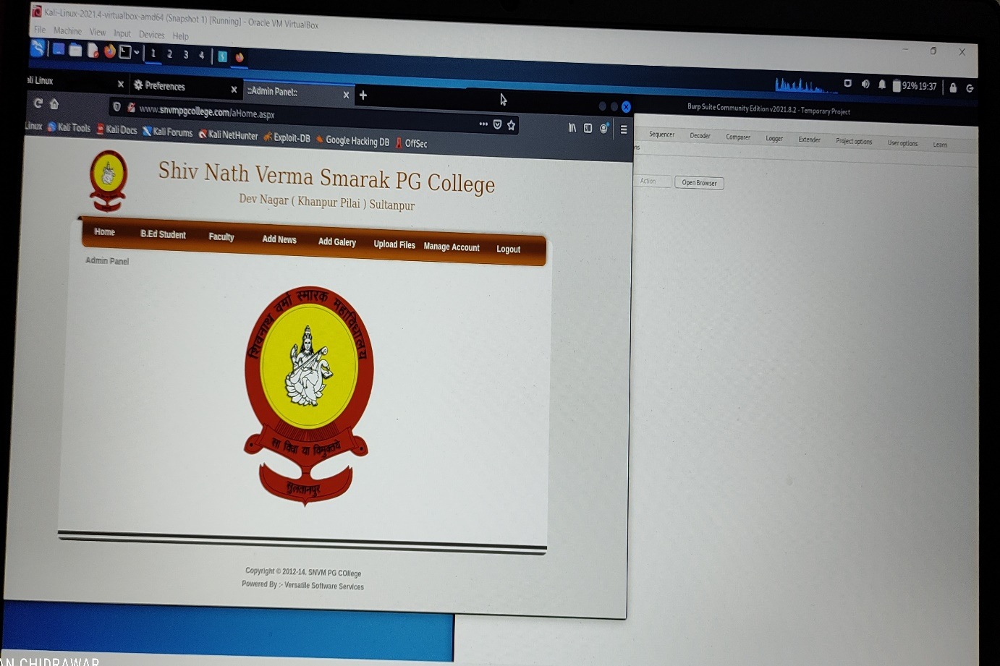 Kali-Linux-2021.4-virtualbox-amd64 (Snapshot 1) [Running] - Oracle VM VirtualBox
File Machine View Input Devices Help
1 2 3 4
92% 19:37
Linux
Preferences
::Admin Panel::
Burp Suite Community Edition v2021.8.2 - Temporary Project
www.snvmpgcollege.com/aHome.aspx
Sequencer Decoder Comparer Logger Extender Project options User options Learn
Linux Kali Tools Kali Docs Kali Forums Kali NetHunter Exploit-DB Google Hacking DB OffSec
Action Open Browser
Shiv Nath Verma Smarak PG College
Dev Nagar ( Khanpur Pilai ) Sultanpur
Home B.Ed Student Faculty Add News Add Galery Upload Files Manage Account Logout
Admin Panel
शिवनाथ वर्मा स्मारक महाविद्यालय
सा विद्या या विमुक्तये
सुलतानपुर
Copyright © 2012-14, SNVM PG COllege
Powered By :- Versatile Software Services
CHIDRAWAR